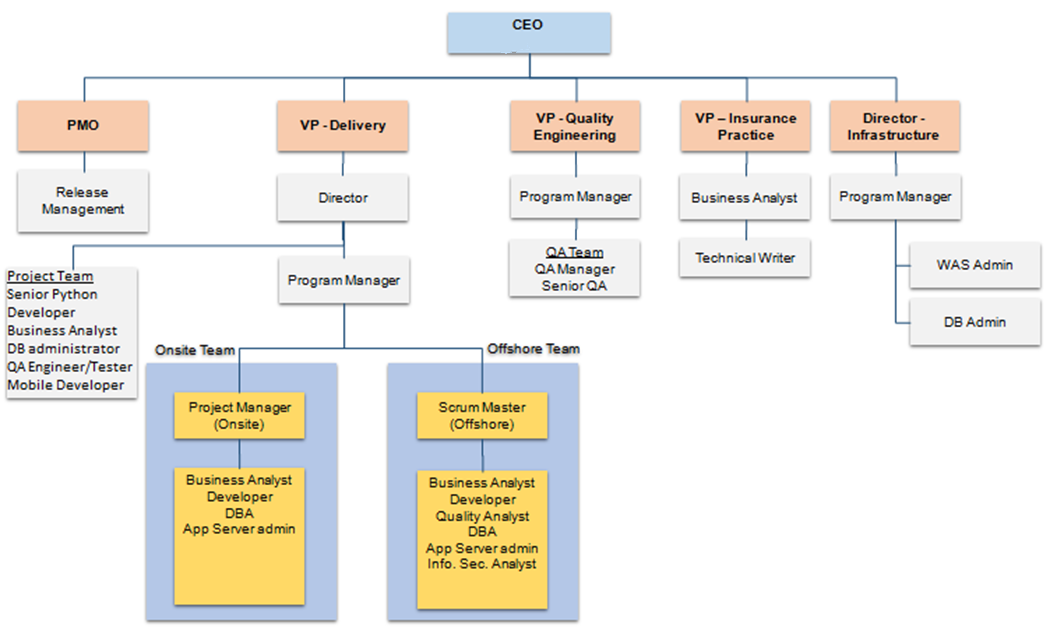 CEO
PMO
VP - Delivery
VP - Quality
Engineering
VP – Insurance
Practice
Director -
Infrastructure
Release
Management
Director
Program Manager
Business Analyst
Program Manager
QA Team
QA Manager
Senior QA
Technical Writer
WAS Admin
DB Admin
Project Team
Senior Python
Developer
Business Analyst
DB administrator
QA Engineer/Tester
Mobile Developer
Program Manager
Onsite Team
Offshore Team
Project Manager
(Onsite)
Scrum Master
(Offshore)
Business Analyst
Developer
DBA
App Server admin
Business Analyst
Developer
Quality Analyst
DBA
App Server admin
Info. Sec. Analyst